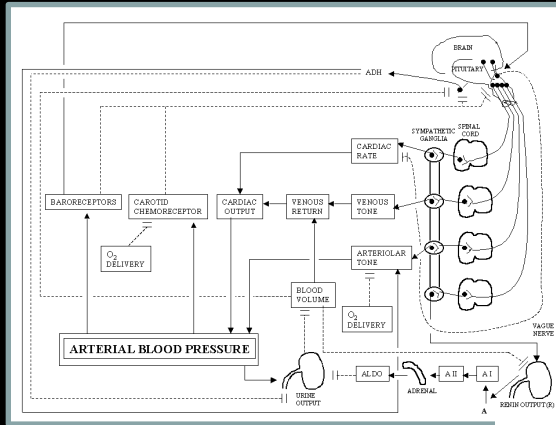 BRAIN
PITUITARY
ADH
SYMPATHETIC
GANGLIA
SPINAL
CORD
CARDIAC
RATE
BARORECEPTORS
CAROTID
CHEMORECEPTOR
CARDIAC
OUTPUT
VENOUS
RETURN
VENOUS
TONE
O2
DELIVERY
ARTERIOLAR
TONE
BLOOD
VOLUME
O2
DELIVERY
VAGUE
NERVE
ARTERIAL BLOOD PRESSURE
URINE
OUTPUT
ALDO
ADRENAL
A II
A I
A
RENIN OUTPUT(R)